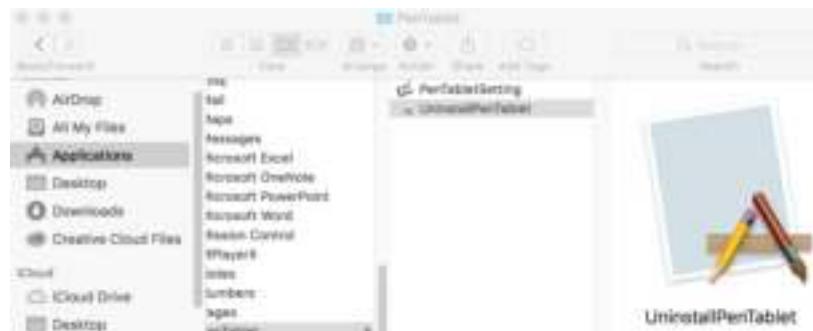 PenTablet
AirDrop
All My Files
Applications
Desktop
Downloads
Creative Cloud Files
iCloud
iCloud Drive
Desktop
Maps
Messages
Microsoft Excel
Microsoft OneNote
Microsoft PowerPoint
Microsoft Word
Mission Control
MPlayerX
Notes
Numbers
Pages
PenTabletSetting
UninstallPenTablet
UninstallPenTablet